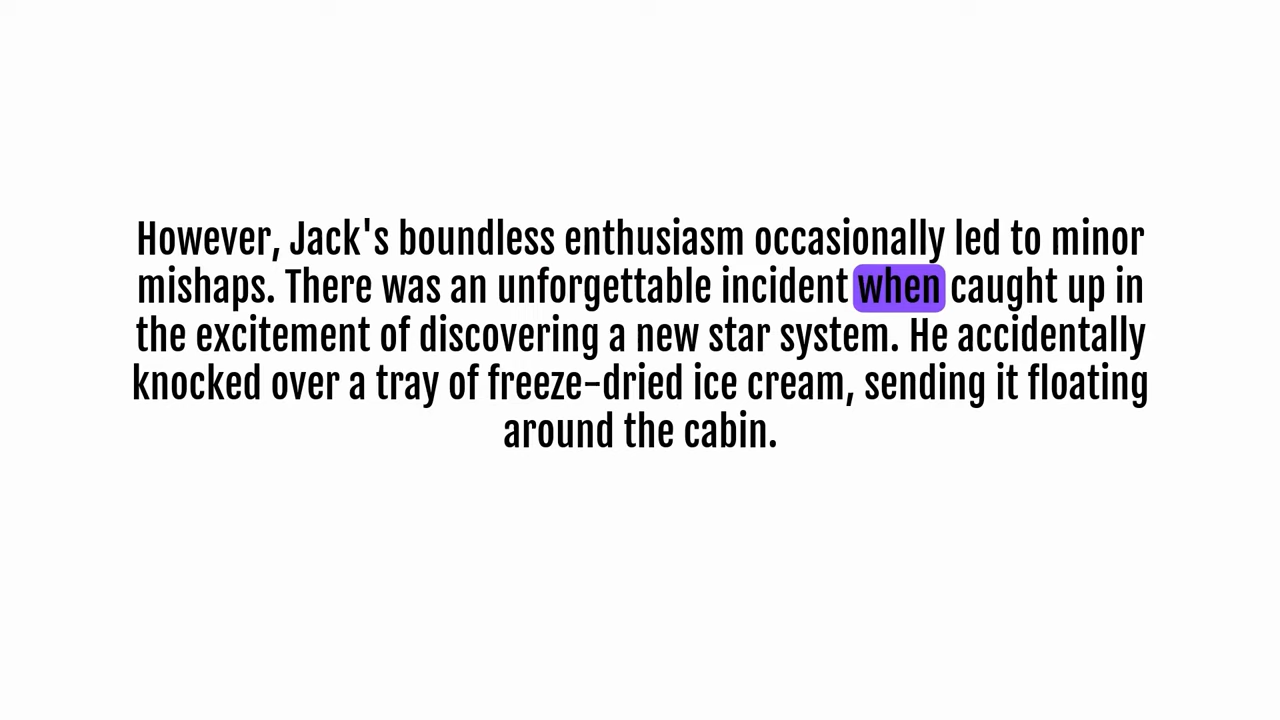 However, Jack's boundless enthusiasm occasionally led to minor
mishaps. There was an unforgettable incident when caught up in
the excitement of discovering a new star system. He accidentally
knocked over a tray of freeze-dried ice cream, sending it floating
around the cabin.